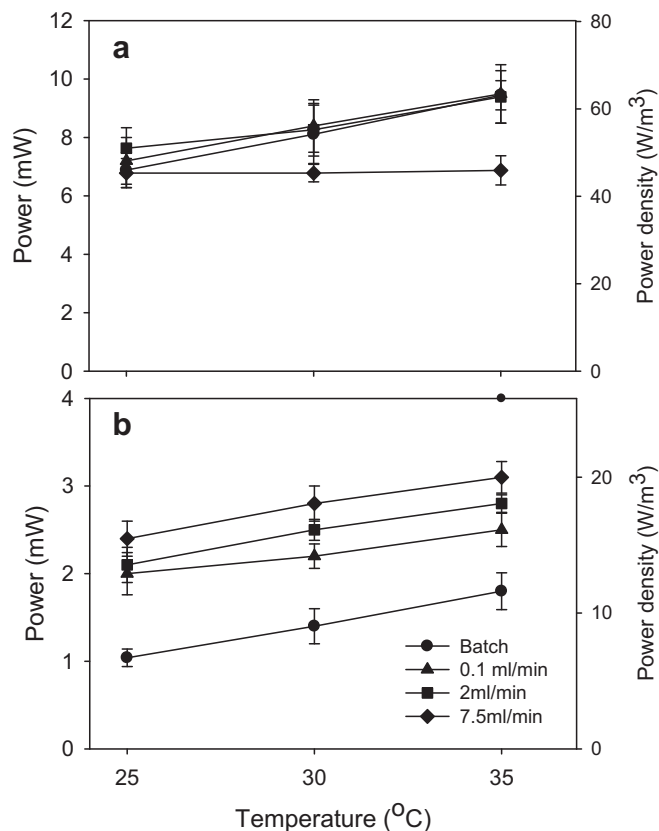 12
10
8
6
4
2
0
Power (mW)
a
80
60
40
20
0
Power density (W/m3)
4
3
2
1
0
Power (mW)
b
Batch
0.1 ml/min
2ml/min
7.5ml/min
20
10
0
Power density (W/m3)
25 30 35
Temperature (OC)